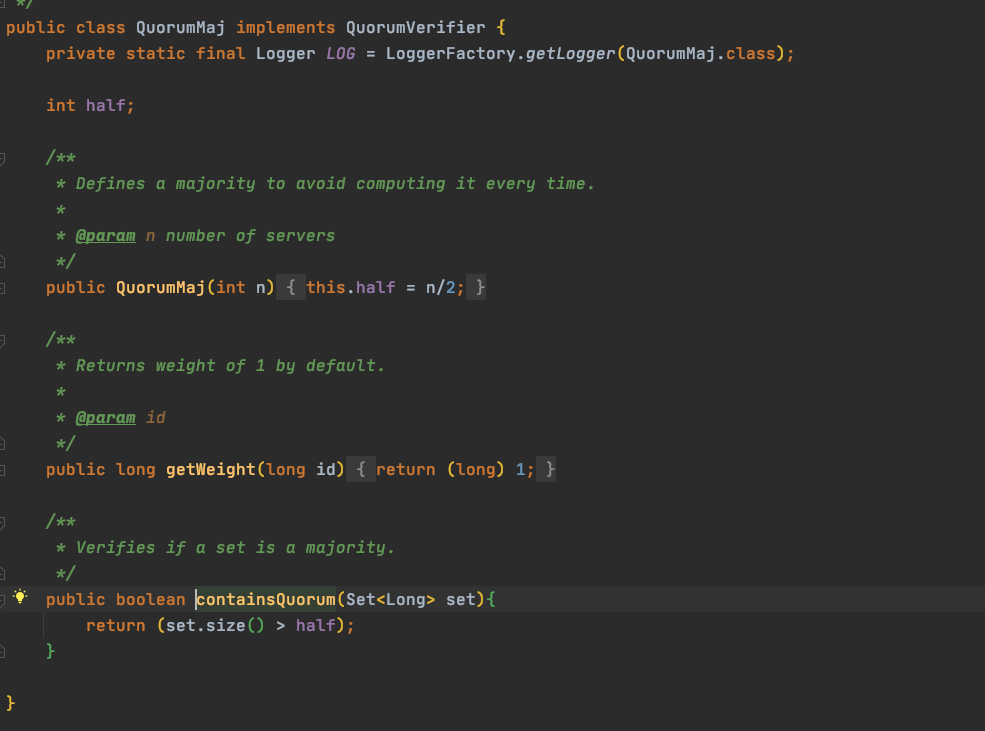 */
public class QuorumMaj implements QuorumVerifier {
    private static final Logger LOG = LoggerFactory.getLogger(QuorumMaj.class);
    int half;
    /**
     * Defines a majority to avoid computing it every time.
     *
     * @param n number of servers
     */
    public QuorumMaj(int n) { this.half = n/2; }
    /**
     * Returns weight of 1 by default.
     *
     * @param id
     */
    public long getWeight(long id) { return (long) 1; }
    /**
     * Verifies if a set is a majority.
     */
    public boolean containsQuorum(Set<Long> set){
        return (set.size() > half);
    }
}